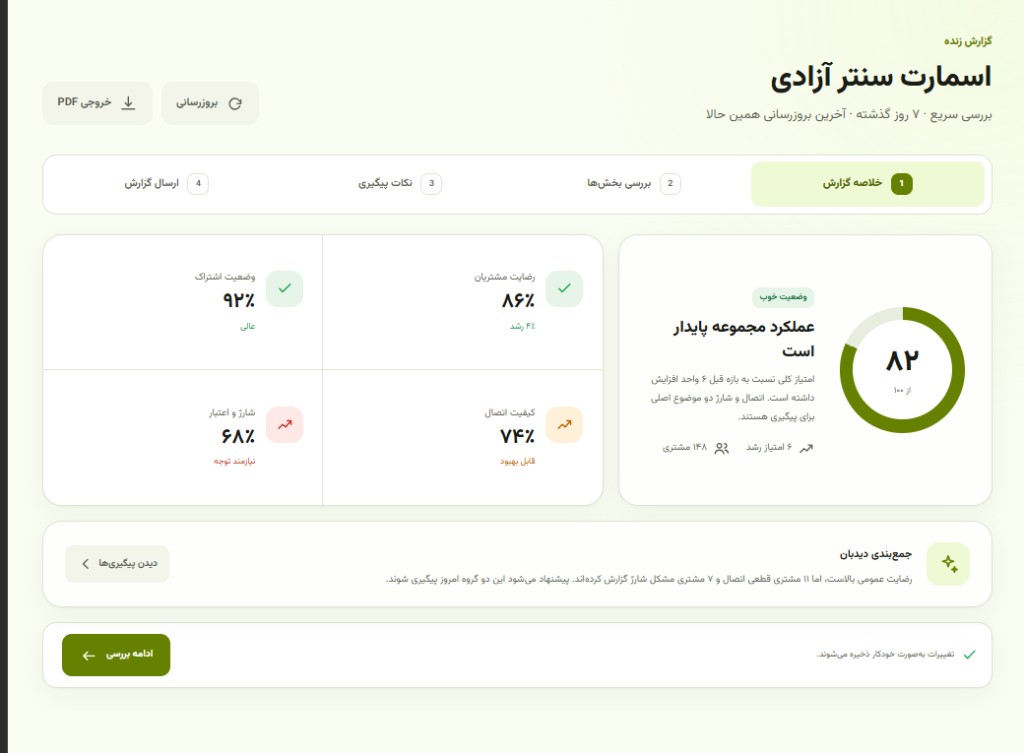 گزارش زنده
اسمارت سنتر آزادی
بررسی سریع · ۷ روز گذشته · آخرین بروزرسانی همین حالا
بروزرسانی
خروجی PDF
1 خلاصه گزارش
2 بررسی بخش‌ها
3 نکات پیگیری
4 ارسال گزارش
وضعیت خوب
عملکرد مجموعه پایدار
است
امتیاز کلی نسبت به بازه قبل ۶ واحد افزایش
داشته است. اتصال و شارژ دو موضوع اصلی
برای پیگیری هستند.
۶ امتیاز رشد
۱۴۸ مشتری
۸۲
از ۱۰۰
رضایت مشتریان
۸۶٪
۴٪ رشد
وضعیت اشتراک
۹۲٪
عالی
کیفیت اتصال
۷۴٪
قابل بهبود
شارژ و اعتبار
۶۸٪
نیازمند توجه
جمع‌بندی دیدبان
رضایت عمومی بالاست، اما ۱۱ مشتری قطعی اتصال و ۷ مشتری مشکل شارژ گزارش کرده‌اند. پیشنهاد می‌شود این دو گروه امروز پیگیری شوند.
دیدن پیگیری‌ها
تغییرات به‌صورت خودکار ذخیره می‌شوند.
ادامه بررسی